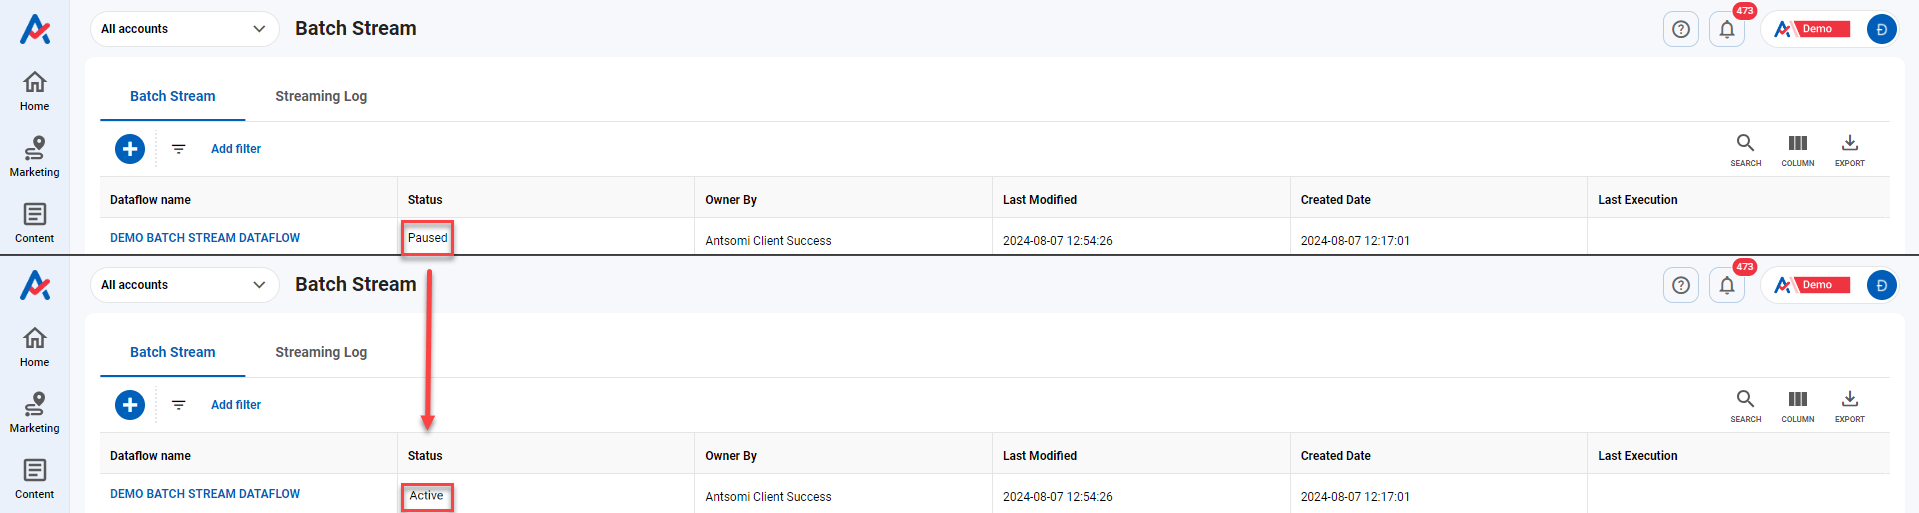 All accounts
Batch Stream
473
Demo
Đ
Home
Batch Stream
Streaming Log
Marketing
Add filter
SEARCH
COLUMN
EXPORT
Content
Dataflow name
Status
Owner By
Last Modified
Created Date
Last Execution
DEMO BATCH STREAM DATAFLOW
Paused
Antsomi Client Success
2024-08-07 12:54:26
2024-08-07 12:17:01
All accounts
Batch Stream
473
Demo
Đ
Home
Batch Stream
Streaming Log
Marketing
Add filter
SEARCH
COLUMN
EXPORT
Content
Dataflow name
Status
Owner By
Last Modified
Created Date
Last Execution
DEMO BATCH STREAM DATAFLOW
Active
Antsomi Client Success
2024-08-07 12:54:26
2024-08-07 12:17:01